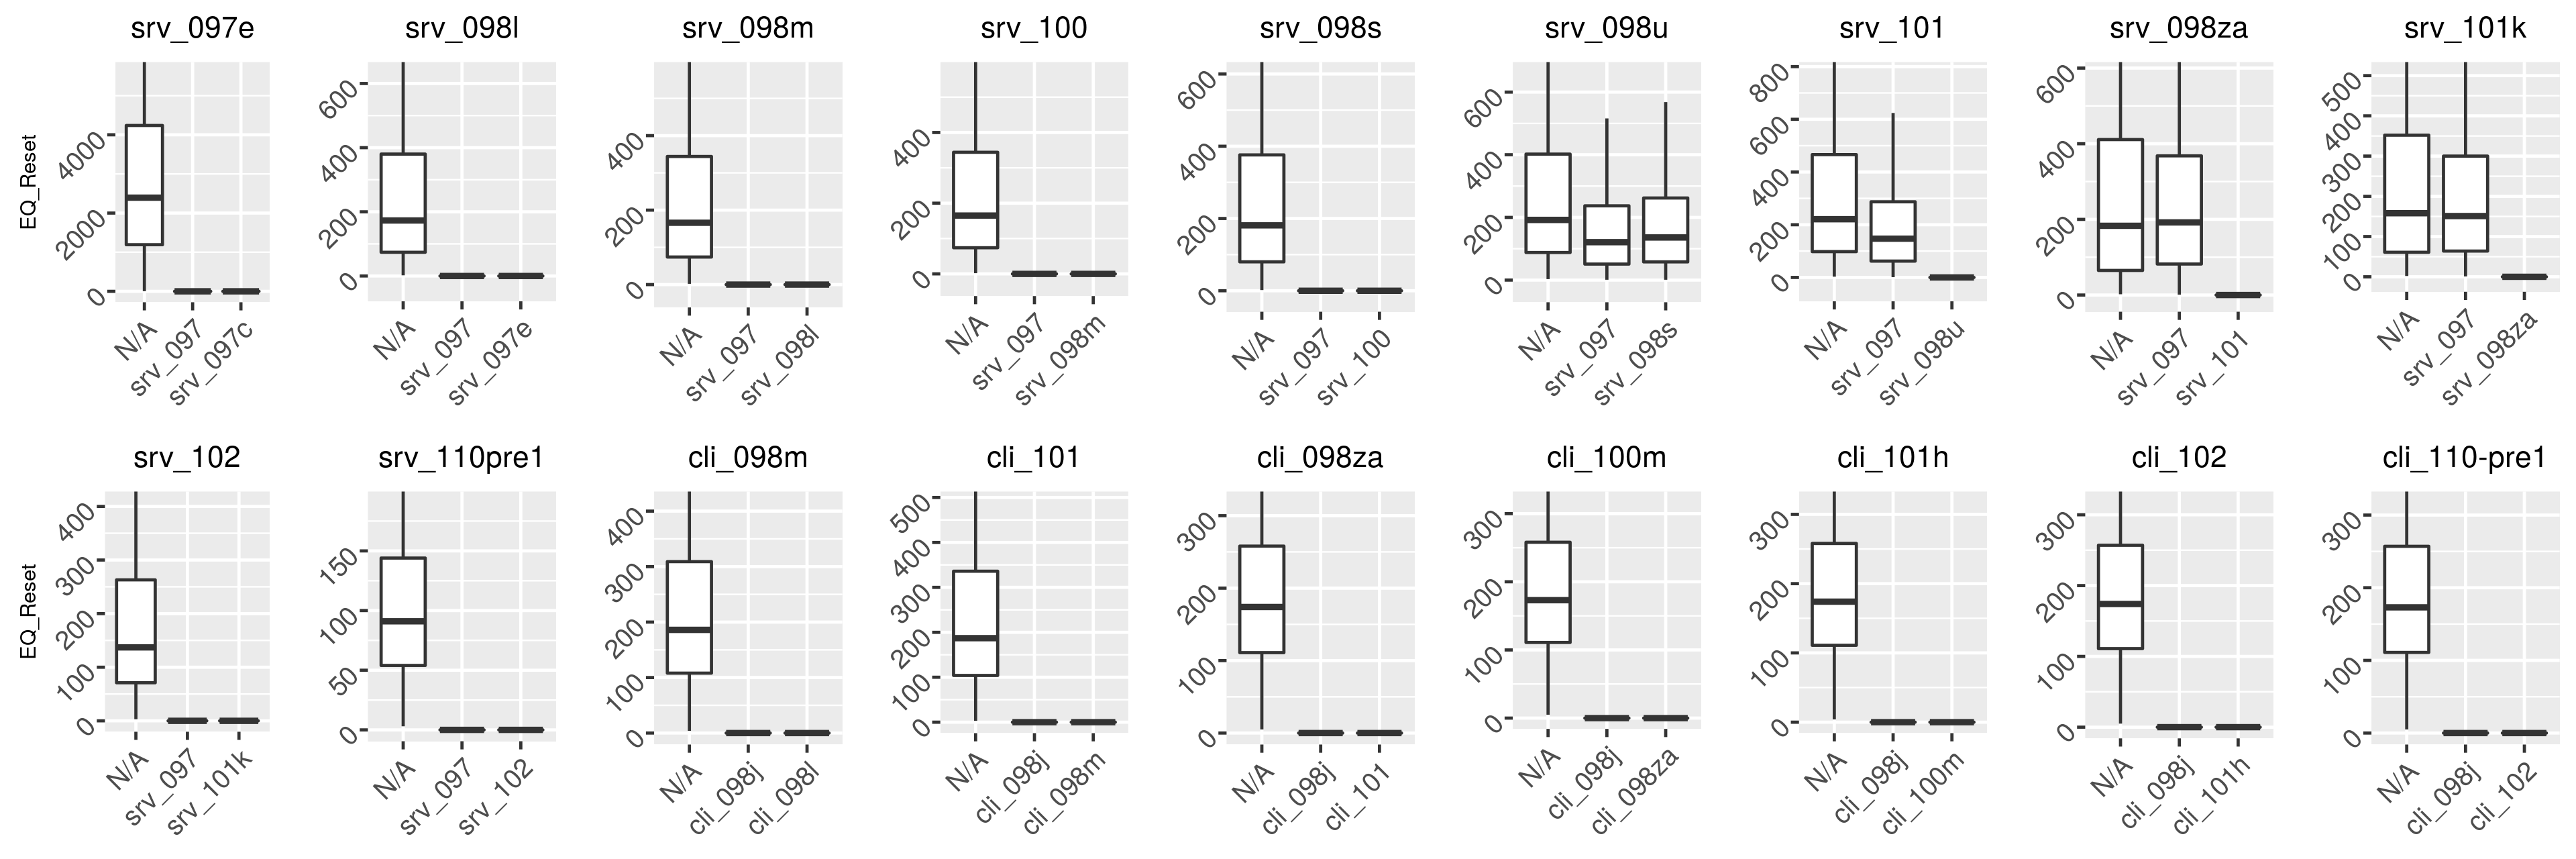 srv_097e srv_098l srv_098m srv_100 srv_098s srv_098u srv_101 srv_098za srv_101k
EQ_Reset
0 2000 4000
N/A srv_097 srv_097c
0 200 400 600
N/A srv_097 srv_097e
0 200 400
N/A srv_097 srv_098l
0 200 400
N/A srv_097 srv_098m
0 200 400 600
N/A srv_097 srv_100
0 200 400 600
N/A srv_097 srv_098s
0 200 400 600 800
N/A srv_097 srv_098u
0 200 400 600
N/A srv_097 srv_101
0 100 200 300 400 500
N/A srv_097 srv_098za
srv_102 srv_110pre1 cli_098m cli_101 cli_098za cli_100m cli_101h cli_102 cli_110-pre1
EQ_Reset
0 100 200 300 400
N/A srv_097 srv_101k
0 50 100 150
N/A srv_097 srv_102
0 100 200 300 400
N/A cli_098j cli_098l
0 100 200 300 400 500
N/A cli_098j cli_098m
0 100 200 300
N/A cli_098j cli_101
0 100 200 300
N/A cli_098j cli_098za
0 100 200 300
N/A cli_098j cli_100m
0 100 200 300
N/A cli_098j cli_101h
0 100 200 300
N/A cli_098j cli_102